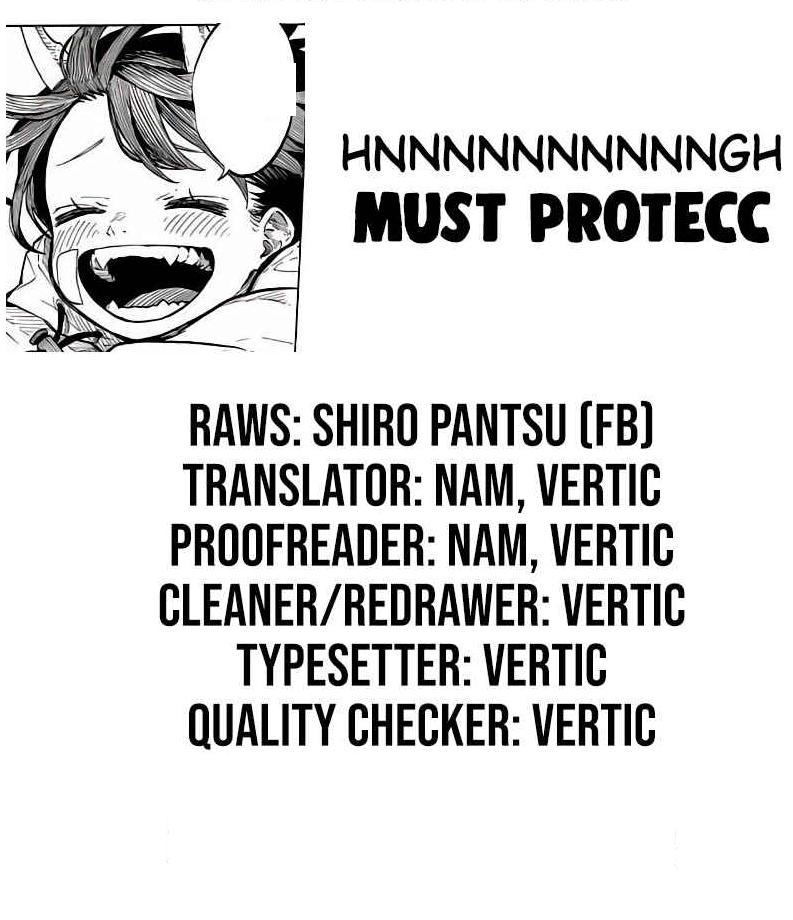 HNNNNNNNNNNNGH
MUST PROTECC
RAWS: SHIRO PANTSU (FB)
TRANSLATOR: NAM, VERTIC
PROOFREADER: NAM, VERTIC
CLEANER/REDRAWER: VERTIC
TYPESETTER: VERTIC
QUALITY CHECKER: VERTIC